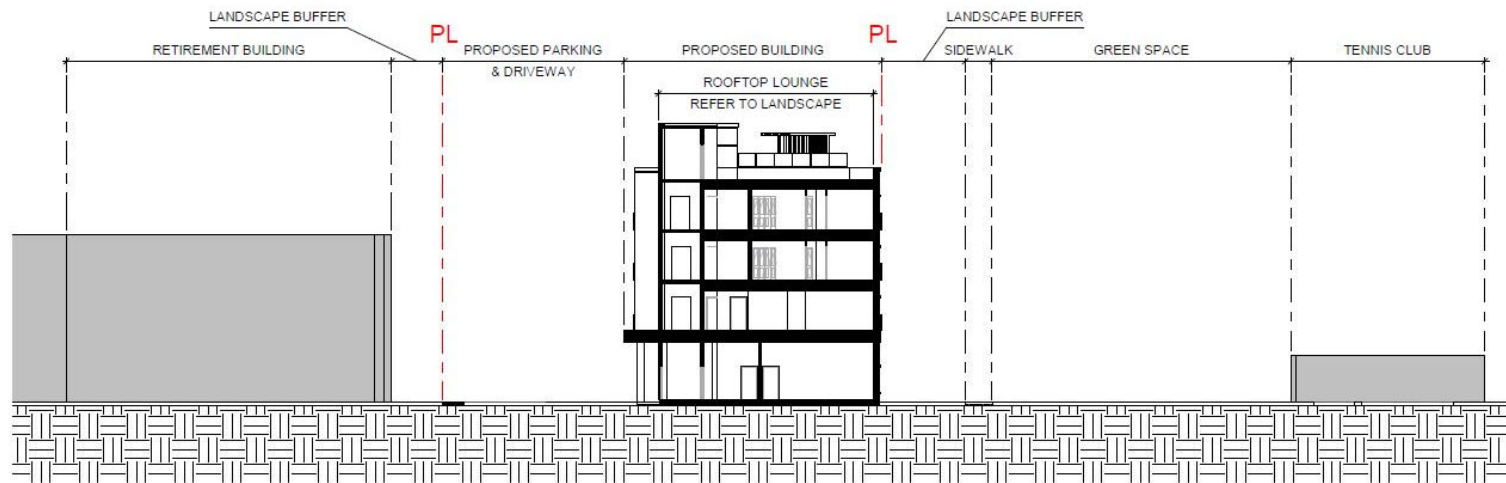 LANDSCAPE BUFFER
LANDSCAPE BUFFER
PL
PL
RETIREMENT BUILDING
PROPOSED PARKING
& DRIVEWAY
PROPOSED BUILDING
SIDEWALK
GREEN SPACE
TENNIS CLUB
ROOFTOP LOUNGE
REFER TO LANDSCAPE